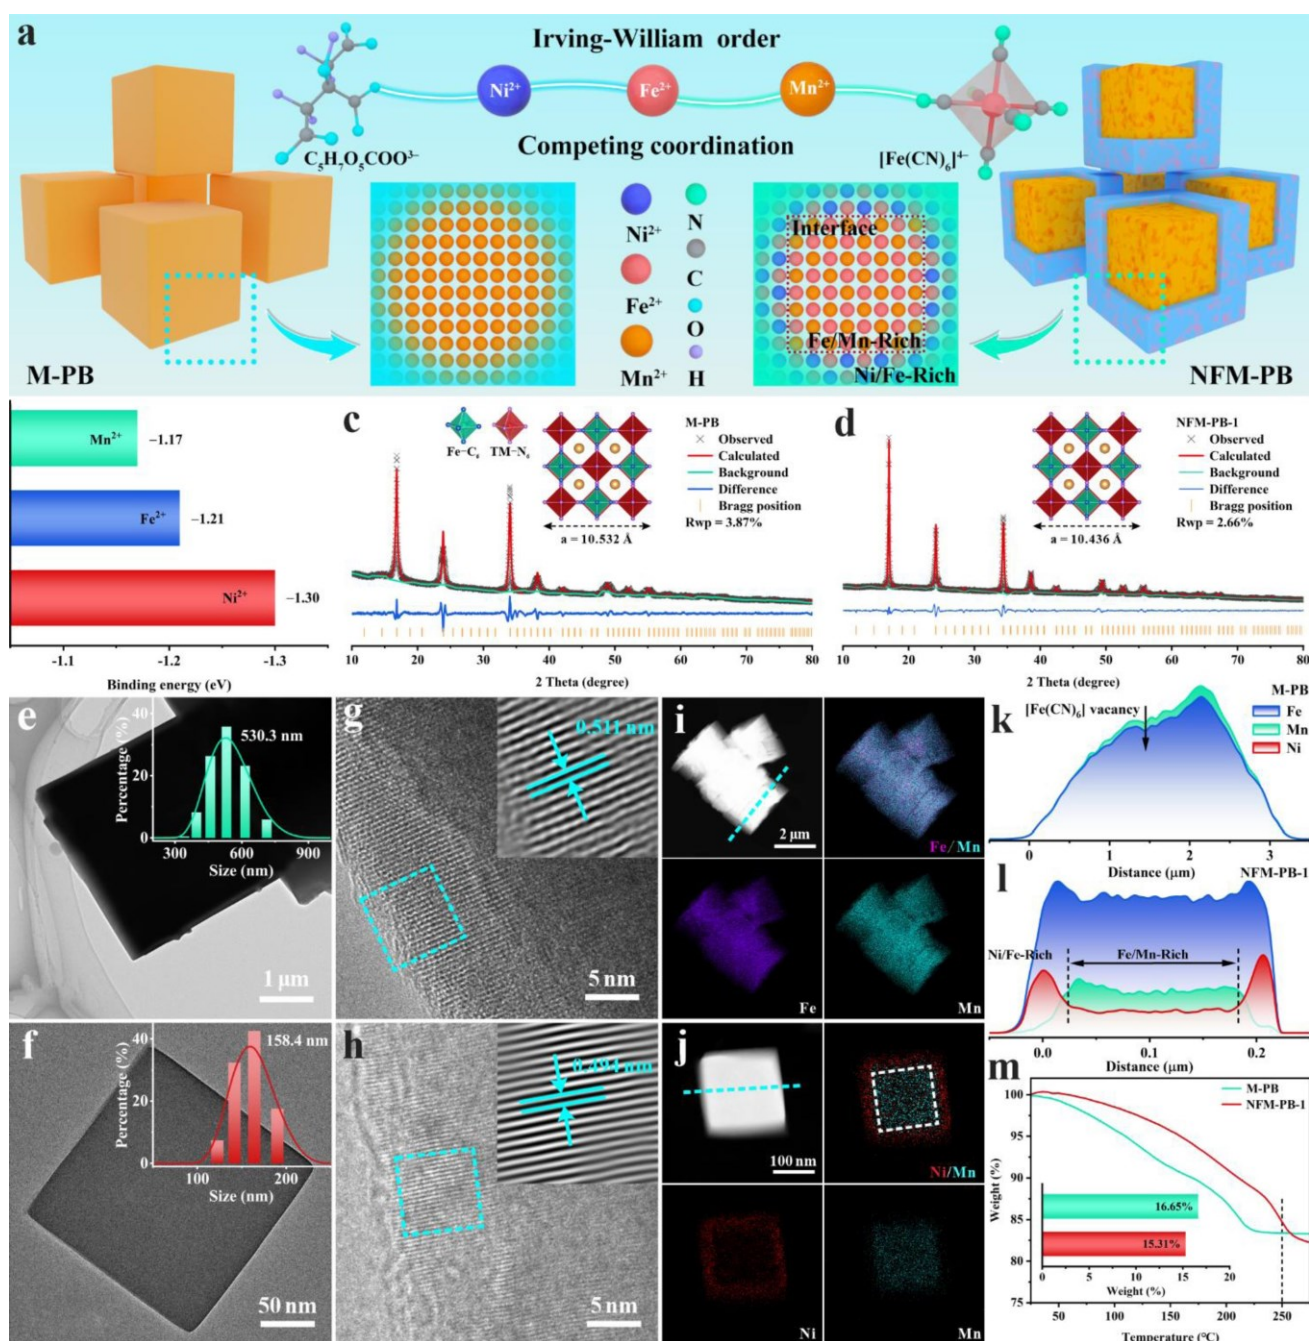 a
Irving-William order
Ni²⁺
Fe²⁺
Mn²⁺
C₅H₇O₅COO³⁻
Competing coordination
[Fe(CN)₆]⁴⁻
Ni²⁺
Fe²⁺
Mn²⁺
N
C
O
H
Interface
Fe/Mn-Rich
Ni/Fe-Rich
M-PB
NFM-PB
Mn²⁺
−1.17
Fe²⁺
−1.21
Ni²⁺
−1.30
-1.1 -1.2 -1.3
Binding energy (eV)
c
Fe−C₆ TM−N₆
a = 10.532 Å
M-PB
Observed
Calculated
Background
Difference
Bragg position
Rwp = 3.87%
10 20 30 40 50 60 70 80
2 Theta (degree)
d
a = 10.436 Å
NFM-PB-1
Observed
Calculated
Background
Difference
Bragg position
Rwp = 2.66%
10 20 30 40 50 60 70 80
2 Theta (degree)
e
Percentage (%)
40
20
0
530.3 nm
300 600 900
Size (nm)
1 μm
g
0.511 nm
5 nm
i
2 μm
Fe/Mn
Fe
Mn
k
[Fe(CN)₆] vacancy
M-PB
Fe
Mn
Ni
0 1 2 3
Distance (μm)
l
NFM-PB-1
Ni/Fe-Rich
Fe/Mn-Rich
0.0 0.1 0.2
Distance (μm)
f
Percentage (%)
40
20
0
158.4 nm
100 200
Size (nm)
50 nm
h
0.494 nm
5 nm
j
100 nm
Ni/Mn
Ni
Mn
m
M-PB
NFM-PB-1
Weight (%)
100
95
90
85
80
75
16.65%
15.31%
0 5 10 15 20
Weight (%)
50 100 150 200 250
Temperature (°C)